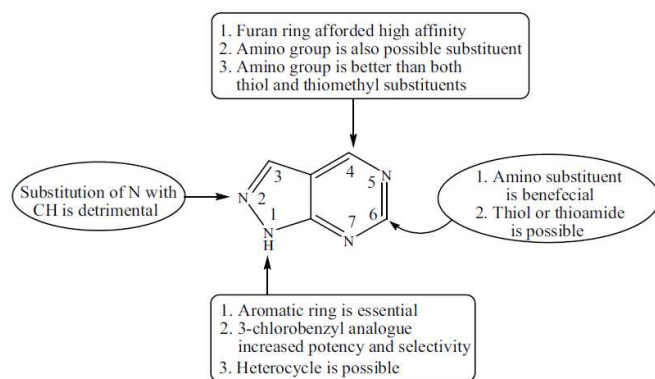 1. Furan ring afforded high affinity
2. Amino group is also possible substituent
3. Amino group is better than both
thiol and thiomethyl substituents
Substitution of N with
CH is detrimental
3
4
N
5
N
2
1
6
7
N
H
N
1. Amino substituent
is benefecial
2. Thiol or thioamide
is possible
1. Aromatic ring is essential
2. 3-chlorobenzyl analogue
increased potency and selectivity
3. Heterocycle is possible